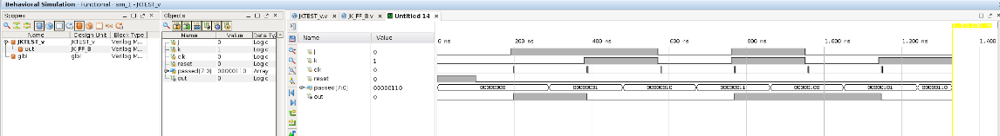 Behavioral Simulation - Functional - sim_1 - JKTEST_v
Scopes
Name Design Unit Block Type
JKTEST_v JKTEST_v Verilog M...
uut JK_FF_B Verilog M...
glbl glbl Verilog M...
Objects
Name Value Data Ty...
j 0 Logic
k 1 Logic
clk 0 Logic
reset 0 Logic
passed[7:0] 00000110 Array
out 0 Logic
JKTEST_v.v JK_FF_B.v Untitled 14
Name Value
j 0
k 1
clk 0
reset 0
passed[7:0] 00000110
out 0
0 ns 200 ns 400 ns 600 ns 800 ns 1,000 ns 1,200 ns 1,400
00000000 00000001 00000010 00000011 00000100 00000101 00000110